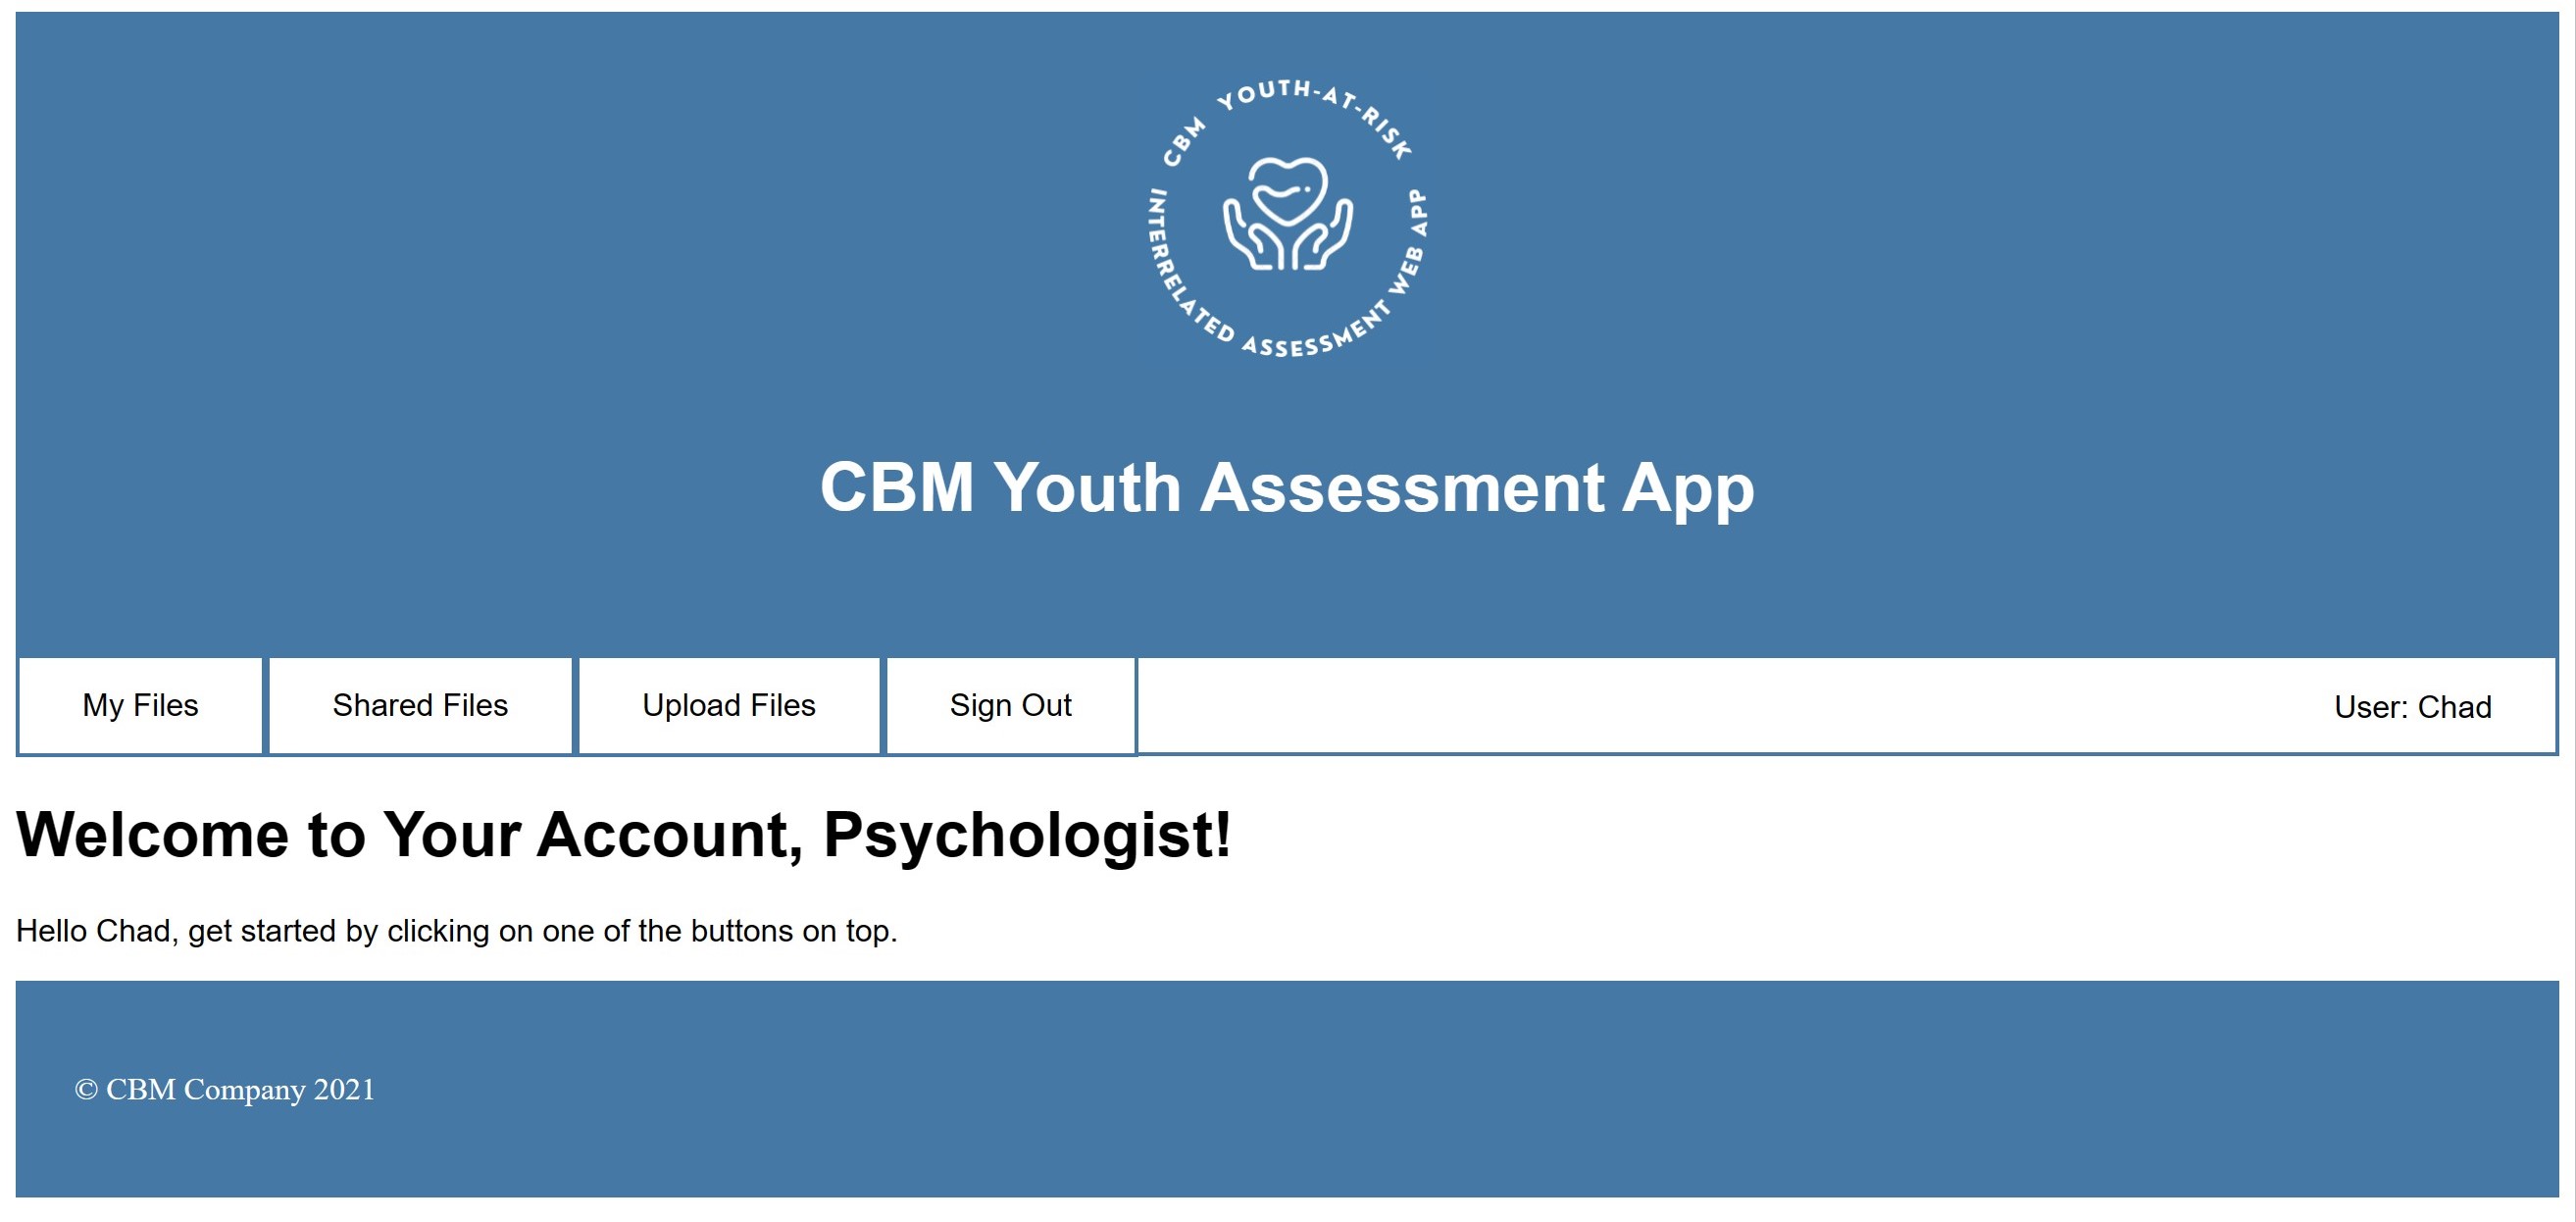 CBM YOUTH-AT-RISK
INTERRELATED ASSESSMENT WEB APP
CBM Youth Assessment App
My Files
Shared Files
Upload Files
Sign Out
User: Chad
Welcome to Your Account, Psychologist!
Hello Chad, get started by clicking on one of the buttons on top.
© CBM Company 2021